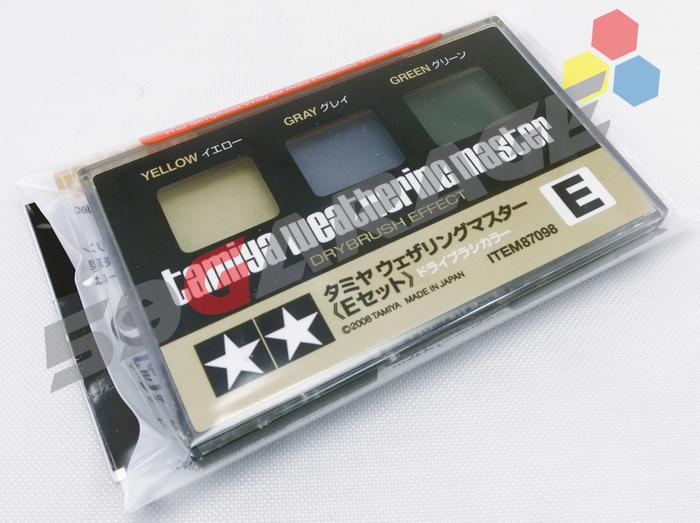 YELLOW イエロー
GRAY グレイ
GREEN グリーン
tamiya weathering master
DRYBRUSH EFFECT
E
タミヤ ウェザリングマスター
《Eセット》ドライブラシカラー
ITEM87098
©2008 TAMIYA MADE IN JAPAN
59GARAGE